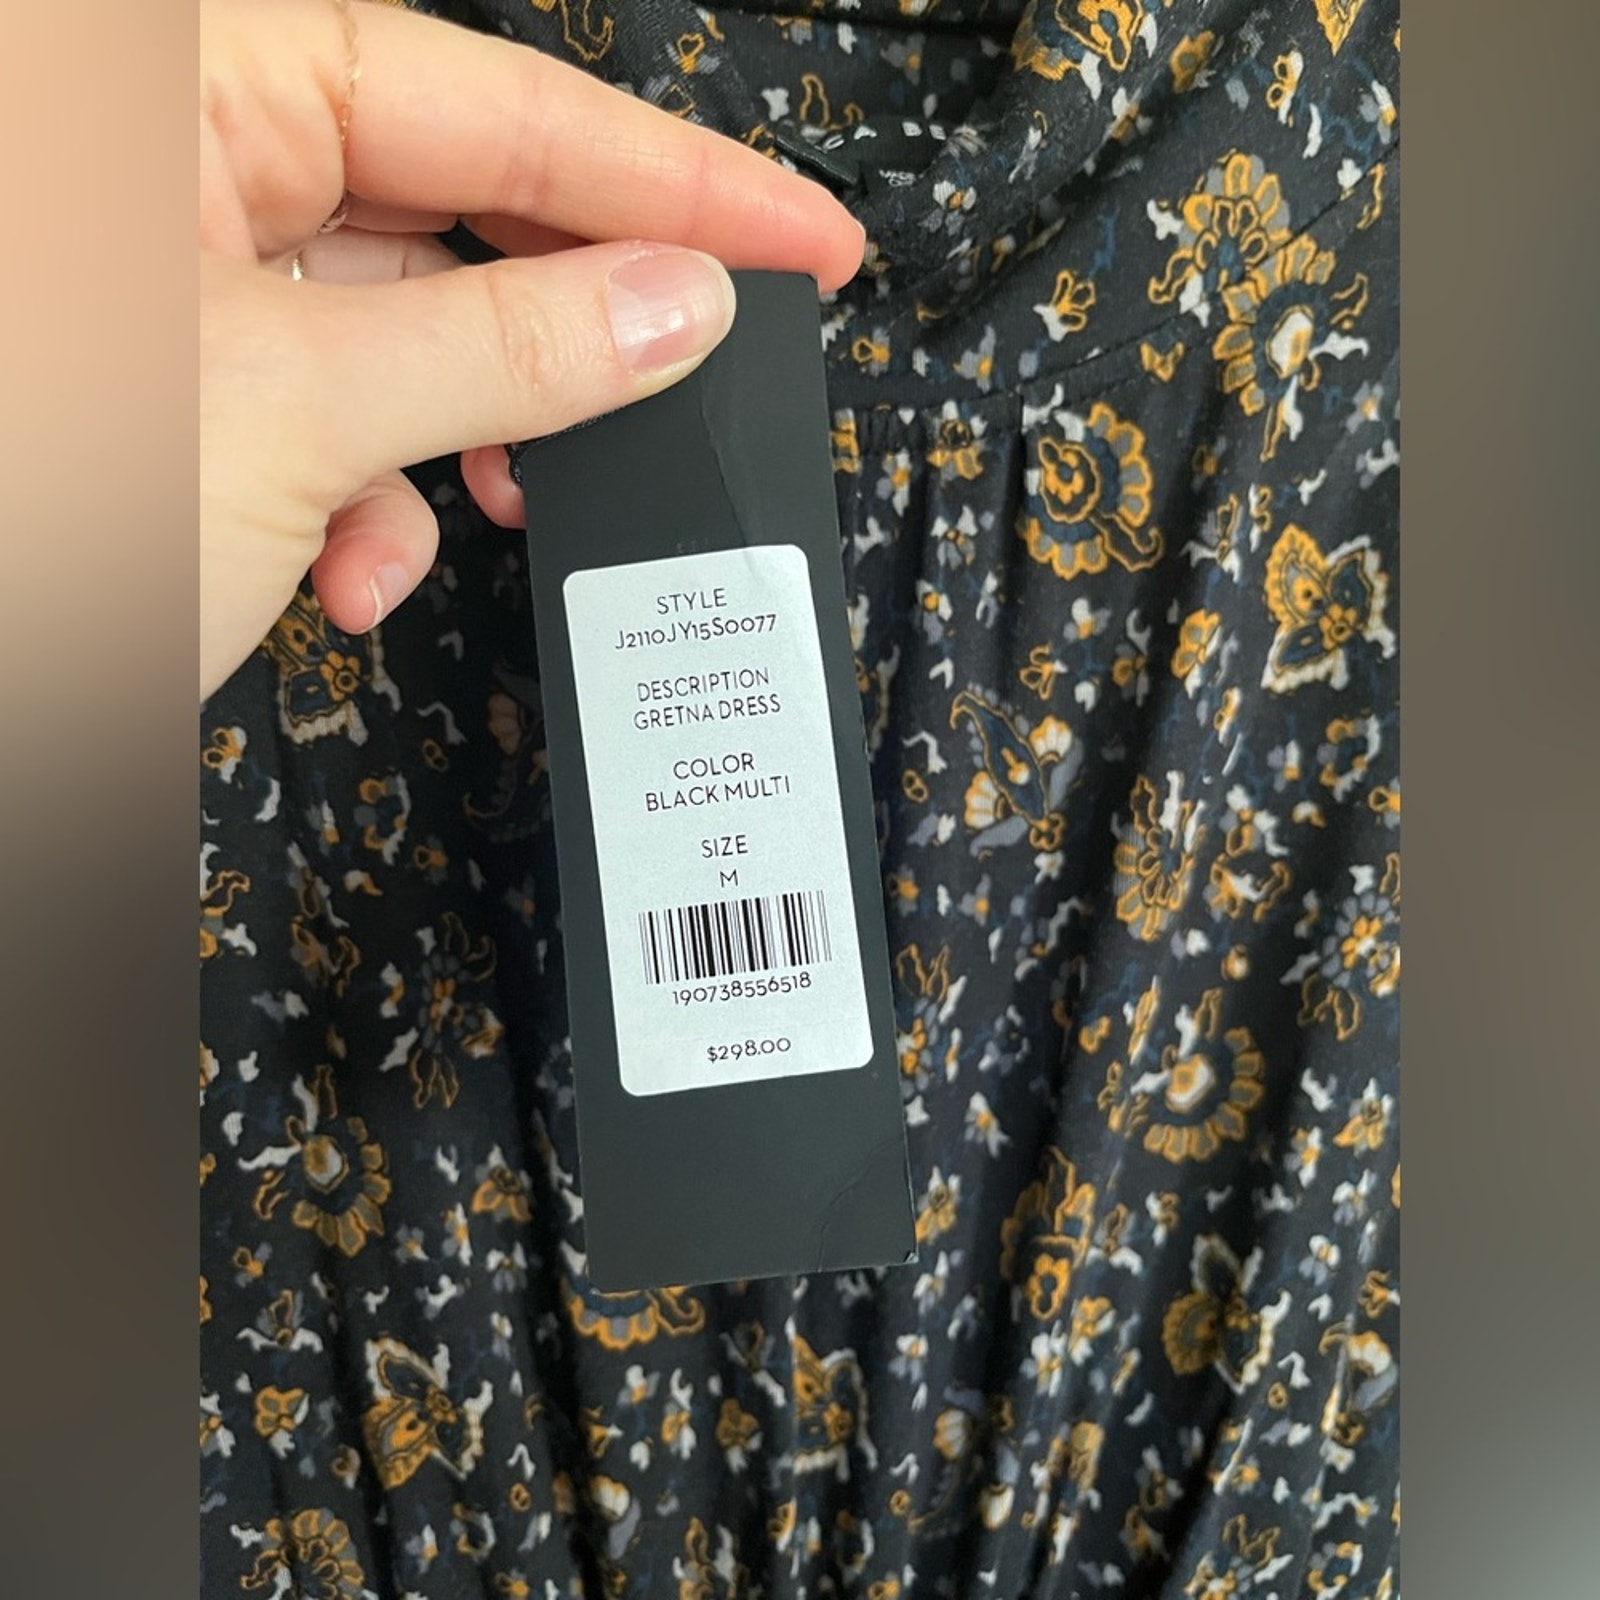 STYLE
J2110JY15S0077
DESCRIPTION
GRETNA DRESS
COLOR
BLACK MULTI
SIZE
M
190738556518
$298.00